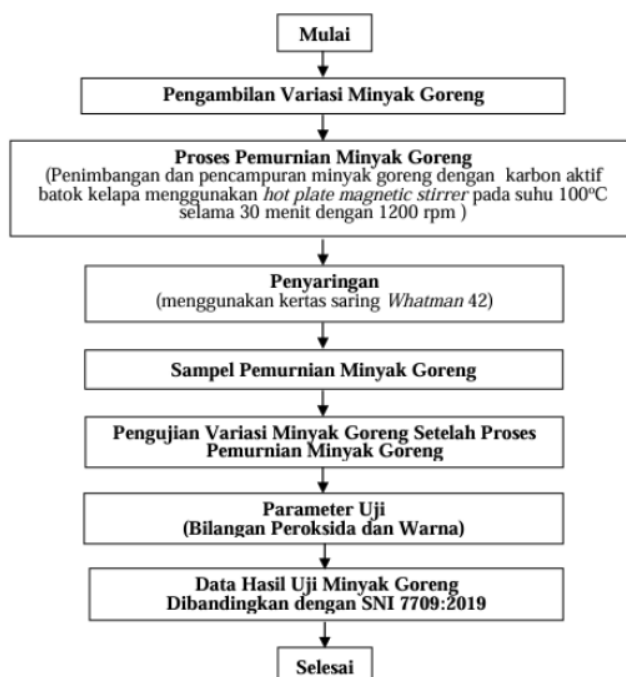 Mulai
Pengambilan Variasi Minyak Goreng
Proses Pemurnian Minyak Goreng
(Penimbangan dan pencampuran minyak goreng dengan karbon aktif
batok kelapa menggunakan hot plate magnetic stirrer pada suhu 100°C
selama 30 menit dengan 1200 rpm )
Penyaringan
(menggunakan kertas saring Whatman 42)
Sampel Pemurnian Minyak Goreng
Pengujian Variasi Minyak Goreng Setelah Proses
Pemurnian Minyak Goreng
Parameter Uji
(Bilangan Peroksida dan Warna)
Data Hasil Uji Minyak Goreng
Dibandingkan dengan SNI 7709:2019
Selesai